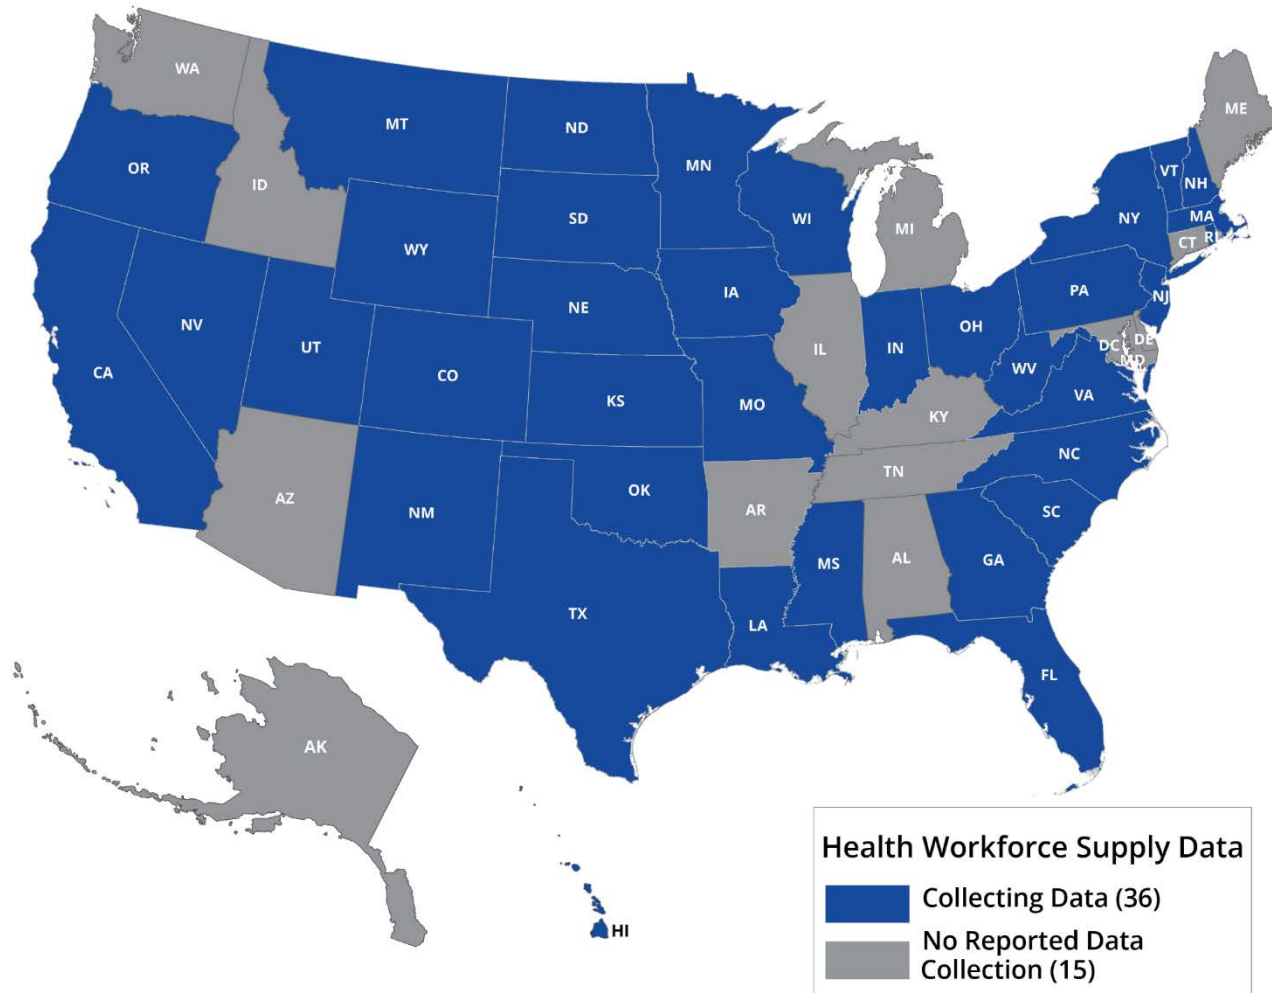 WA
MT
ND
MN
ME
VT
NH
OR
ID
SD
WI
MI
NY
MA
CT
RI
WY
IA
PA
NJ
NE
NV
UT
CO
IL
IN
OH
DE
DC
MD
CA
KS
MO
WV
VA
KY
NC
TN
AZ
NM
OK
AR
SC
MS
AL
GA
TX
LA
FL
AK
HI
Health Workforce Supply Data
Collecting Data (36)
No Reported Data
Collection (15)